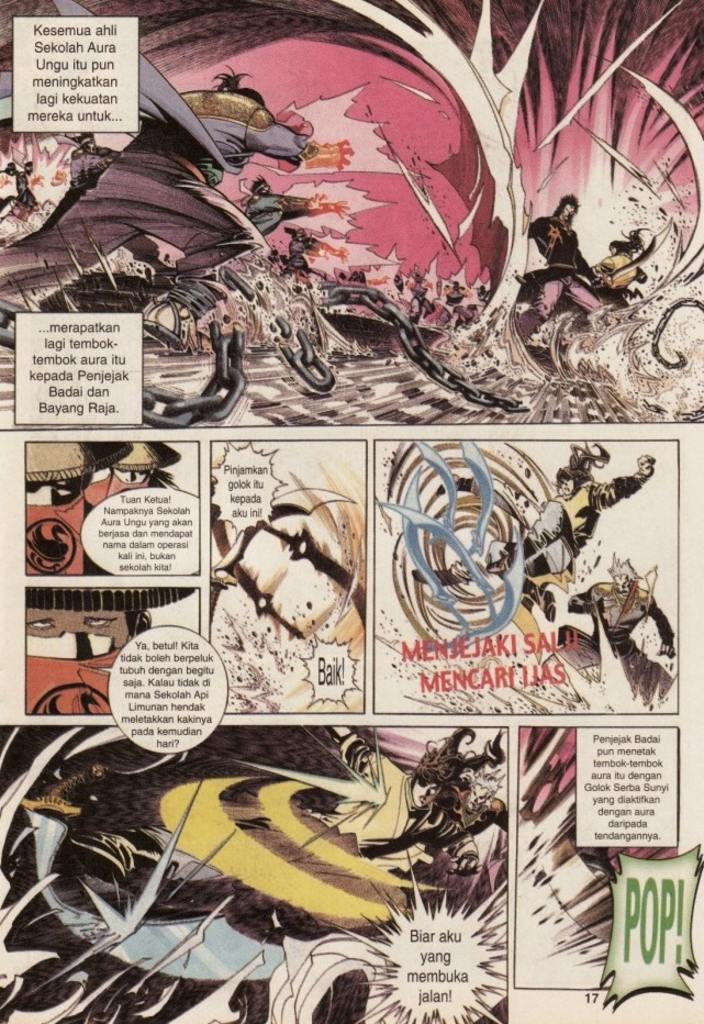 Kesemua ahli
Sekolah Aura
Ungu itu pun
meningkatkan
lagi kekuatan
mereka untuk...
...merapatkan
lagi tembok-
tembok aura itu
kepada Penjejak
Badai dan
Bayang Raja.
Tuan Ketua!
Nampaknya Sekolah
Aura Ungu yang akan
berjasa dan mendapat
nama dalam operasi
kali ini, bukan
sekolah kita!
Ya, betul! Kita
tidak boleh berpeluk
tubuh dengan begitu
saja. Kalau tidak di
mana Sekolah Api
Limunan hendak
meletakkan kakinya
pada kemudian
hari?
Pinjamkan
golok itu
kepada
aku ini!
Baik!
MENJEJAKI SALJI
MENCARI IJAS
Biar aku
yang
membuka
jalan!
Penjejak Badai
pun menetak
tembok-tembok
aura itu dengan
Golok Serba Sunyi
yang diaktifkan
dengan aura
daripada
tendangannya.
POP!
17